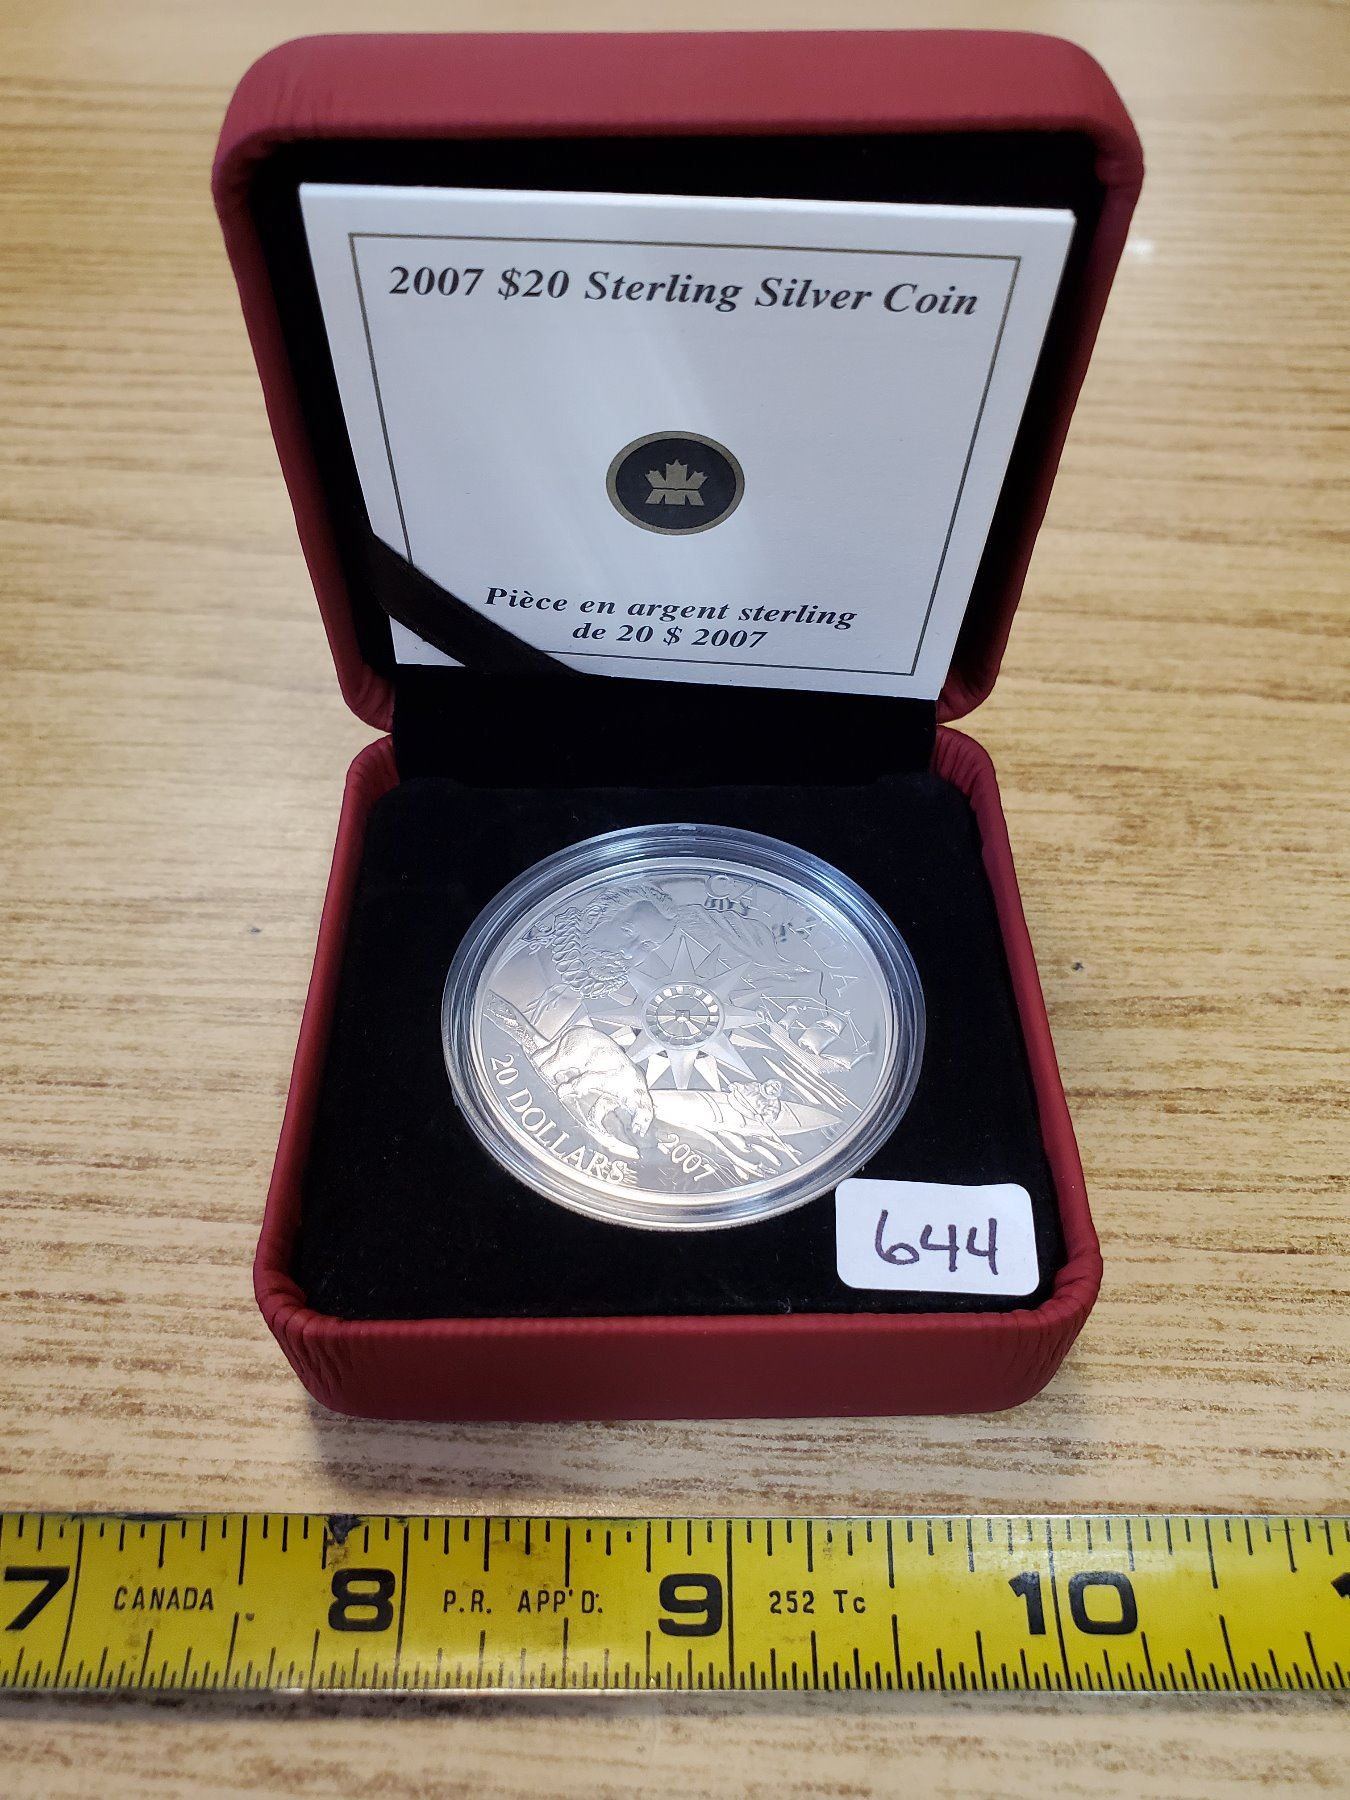 2007 $20 Sterling Silver Coin
Pièce en argent sterling
de 20 $ 2007
CANADA
20 DOLLARS
2007
644
7 CANADA 8 P.R. APP'D. 9 252 Tc 10